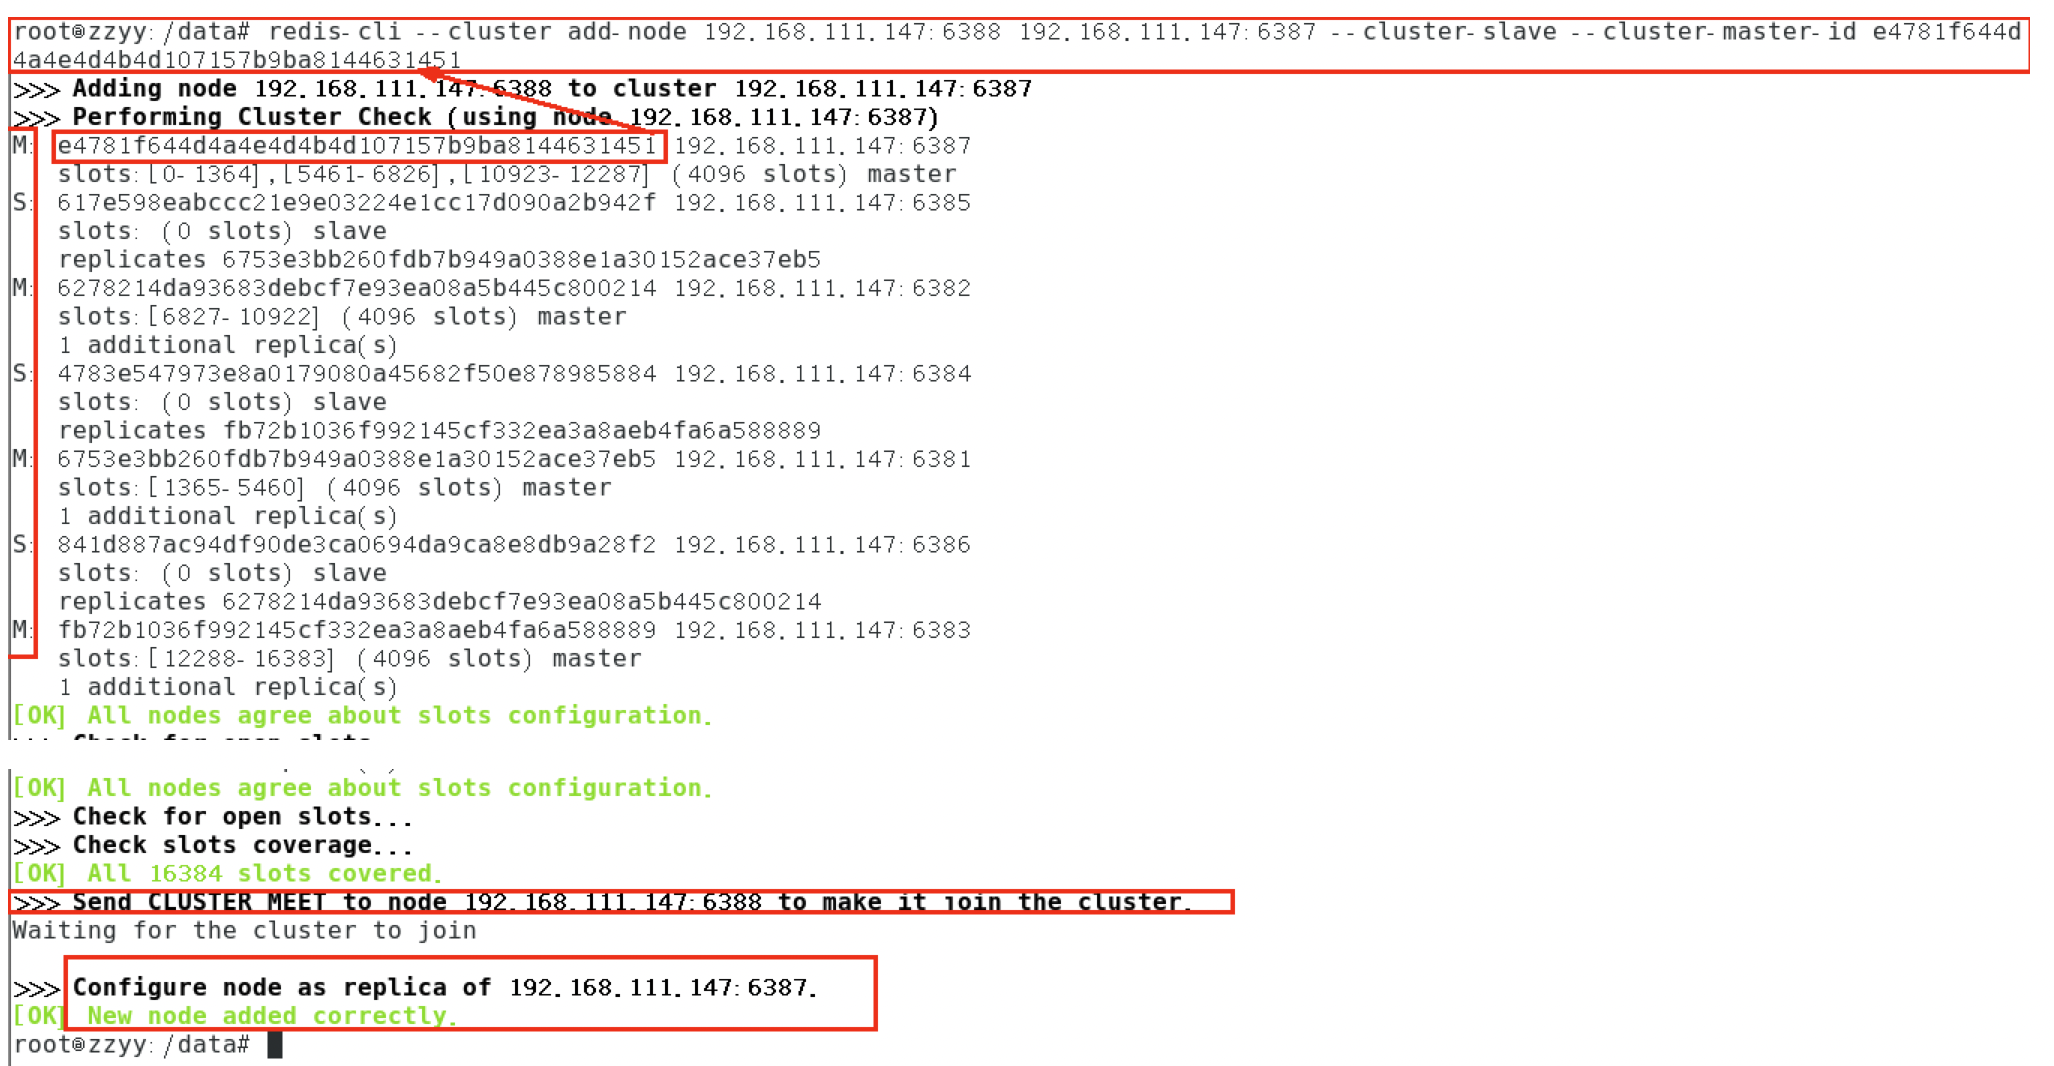 root@zzyy:/data# redis-cli --cluster add-node 192.168.111.147:6388 192.168.111.147:6387 --cluster-slave --cluster-master-id e4781f644d
4a4e4d4b4d107157b9ba8144631451
>>> Adding node 192.168.111.147:6388 to cluster 192.168.111.147:6387
>>> Performing Cluster Check (using node 192.168.111.147:6387)
M: e4781f644d4a4e4d4b4d107157b9ba8144631451 192.168.111.147:6387
slots:[0-1364],[5461-6826],[10923-12287] (4096 slots) master
S: 617e598eabccc21e9e03224e1cc17d090a2b942f 192.168.111.147:6385
slots: (0 slots) slave
replicates 6753e3bb260fdb7b949a0388e1a30152ace37eb5
M: 6278214da93683debcf7e93ea08a5b445c800214 192.168.111.147:6382
slots:[6827-10922] (4096 slots) master
1 additional replica(s)
S: 4783e547973e8a0179080a45682f50e878985884 192.168.111.147:6384
slots: (0 slots) slave
replicates fb72b1036f992145cf332ea3a8aeb4fa6a588889
M: 6753e3bb260fdb7b949a0388e1a30152ace37eb5 192.168.111.147:6381
slots:[1365-5460] (4096 slots) master
1 additional replica(s)
S: 841d887ac94df90de3ca0694da9ca8e8db9a28f2 192.168.111.147:6386
slots: (0 slots) slave
replicates 6278214da93683debcf7e93ea08a5b445c800214
M: fb72b1036f992145cf332ea3a8aeb4fa6a588889 192.168.111.147:6383
slots:[12288-16383] (4096 slots) master
1 additional replica(s)
[OK] All nodes agree about slots configuration.
>>> Check for open slots...
[OK] All nodes agree about slots configuration.
>>> Check for open slots...
>>> Check slots coverage...
[OK] All 16384 slots covered.
>>> Send CLUSTER MEET to node 192.168.111.147:6388 to make it join the cluster.
Waiting for the cluster to join
>>> Configure node as replica of 192.168.111.147:6387.
[OK] New node added correctly.
root@zzyy:/data#